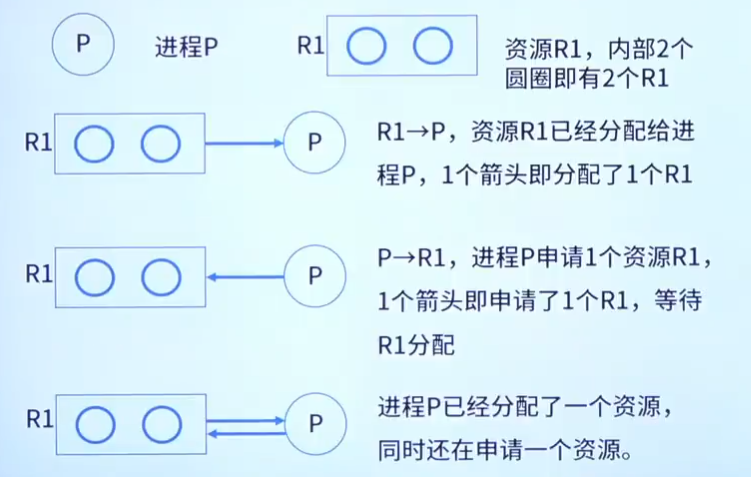 P 进程P R1 资源R1，内部2个
圆圈即有2个R1
R1 P R1→P，资源R1已经分配给进
程P，1个箭头即分配了1个R1
R1 P P→R1，进程P申请1个资源R1，
1个箭头即申请了1个R1，等待
R1分配
R1 P 进程P已经分配了一个资源，
同时还在申请一个资源。